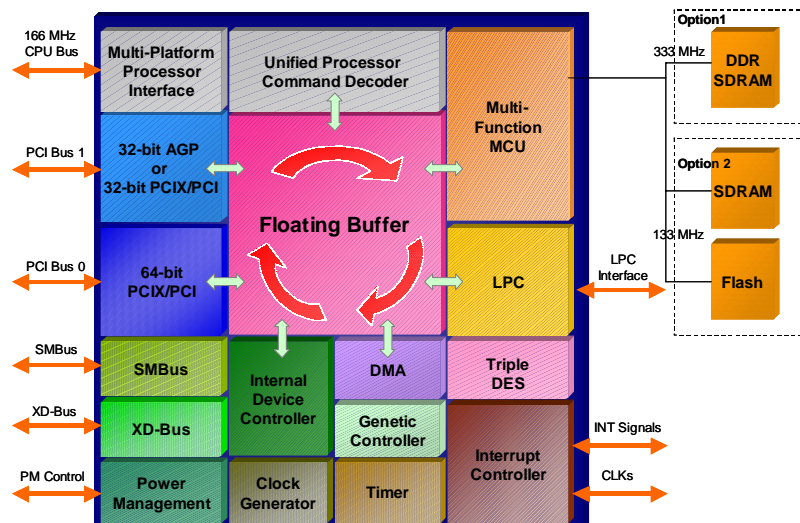 166 MHz
CPU Bus
Multi-Platform
Processor
Interface
Unified Processor
Command Decoder
Multi-
Function
MCU
Option1
333 MHz
DDR
SDRAM
PCI Bus 1
32-bit AGP
or
32-bit PCIX/PCI
Floating Buffer
Option 2
SDRAM
133 MHz
PCI Bus 0
64-bit
PCIX/PCI
LPC
LPC
Interface
Flash
SMBus
SMBus
Internal
Device
Controller
DMA
Triple
DES
XD-Bus
XD-Bus
Genetic
Controller
Interrupt
Controller
INT Signals
PM Control
Power
Management
Clock
Generator
Timer
CLKs